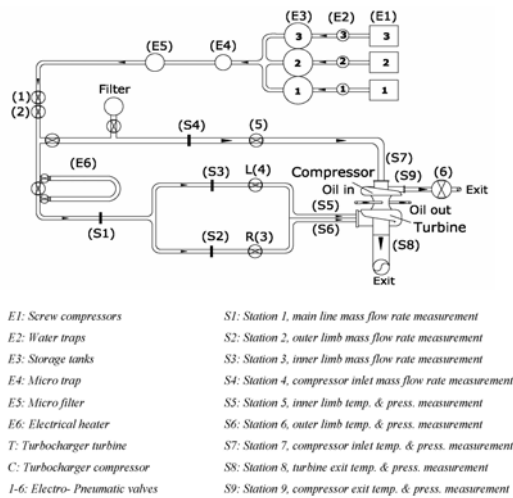 (E3) (E2) (E1)
(E5) (E4) 3 3 3
2 2 2
Filter
1 1 1
(1)
(2)
(S4) (5) (S7)
(E6) (S9) (6)
Compressor
Exit
(S3) L(4) Oil in
(S5) Oil out
(S6) Turbine
(S1)
(S2) R(3) (S8)
Exit
E1: Screw compressors
E2: Water traps
E3: Storage tanks
E4: Micro trap
E5: Micro filter
E6: Electrical heater
T: Turbocharger turbine
C: Turbocharger compressor
1-6: Electro- Pneumatic valves
S1: Station 1, main line mass flow rate measurement
S2: Station 2, outer limb mass flow rate measurement
S3: Station 3, inner limb mass flow rate measurement
S4: Station 4, compressor inlet mass flow rate measurement
S5: Station 5, inner limb temp. & press. measurement
S6: Station 6, outer limb temp. & press. measurement
S7: Station 7, compressor inlet temp. & press. measurement
S8: Station 8, turbine exit temp. & press. measurement
S9: Station 9, compressor exit temp. & press. measurement